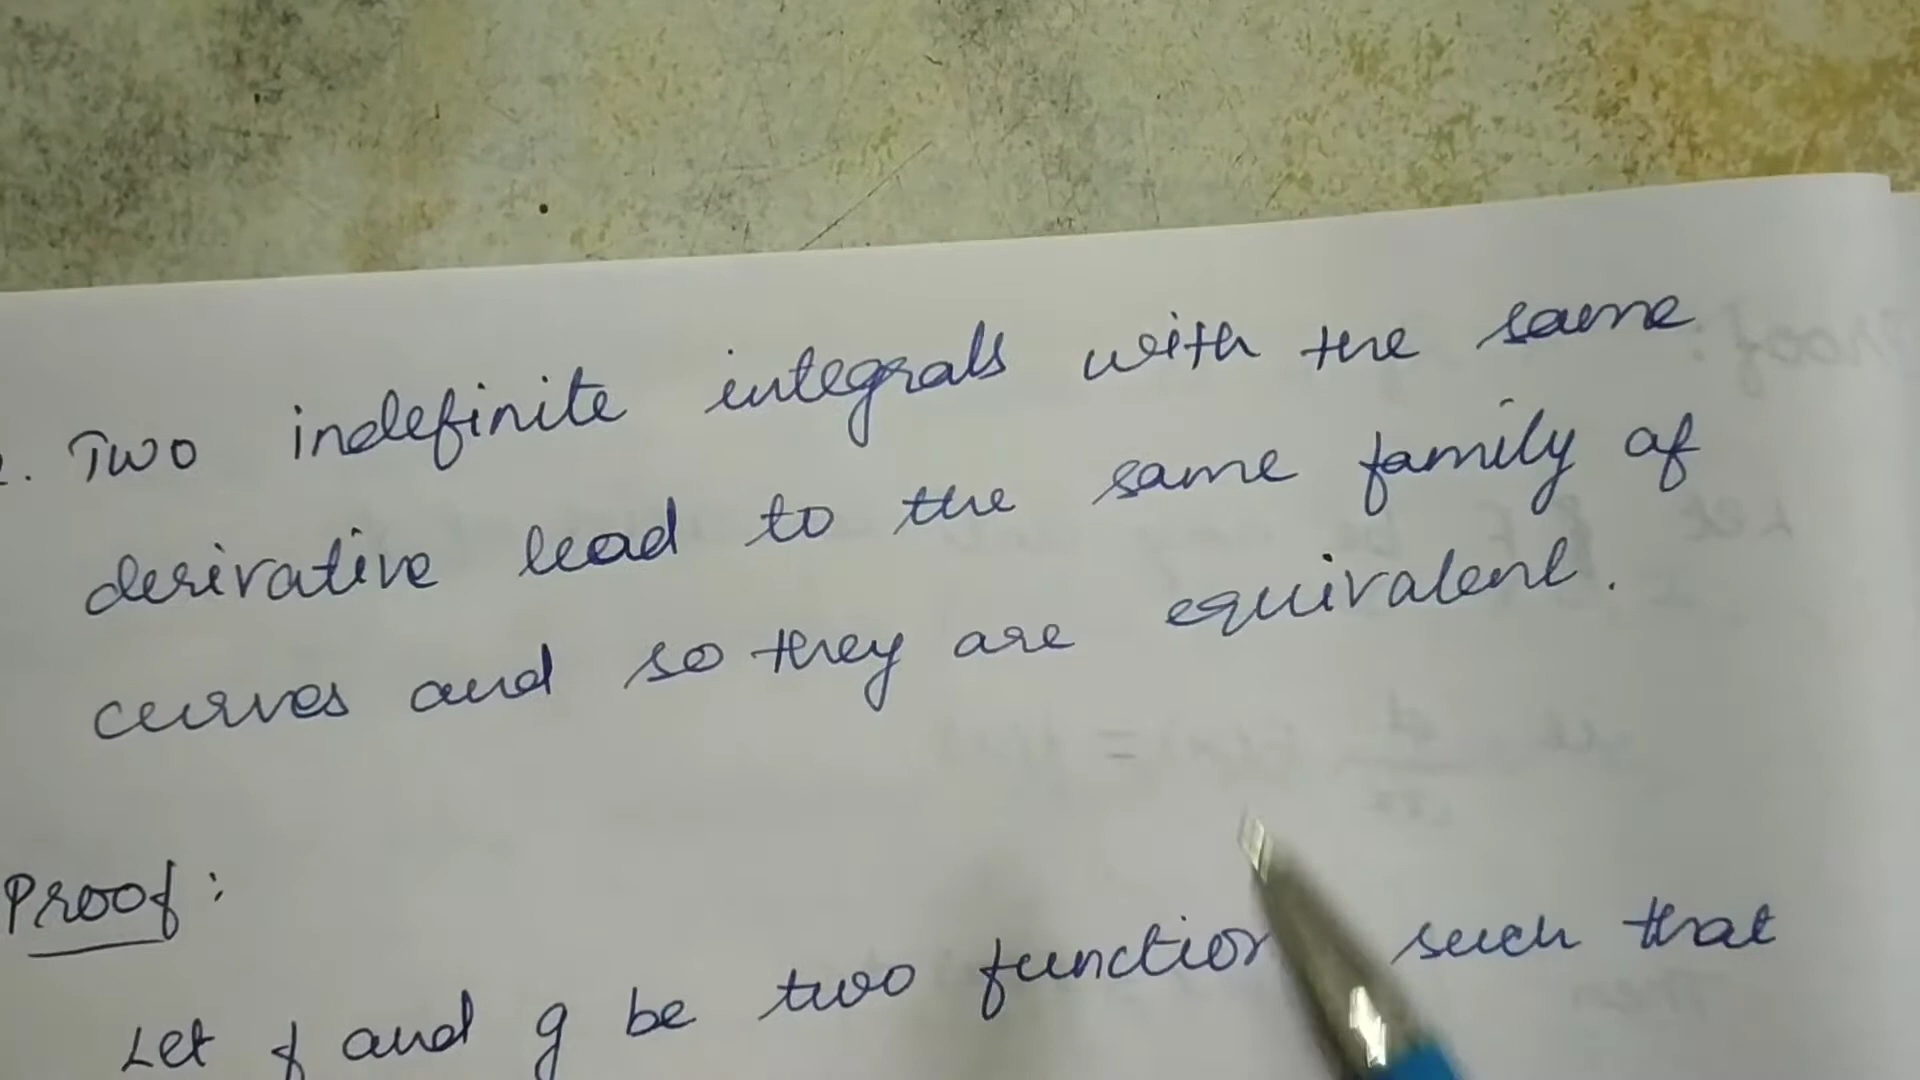 2. Two indefinite integrals with the same
derivative lead to the same family of
curves and so they are equivalent.
Proof:
Let f and g be two function such that